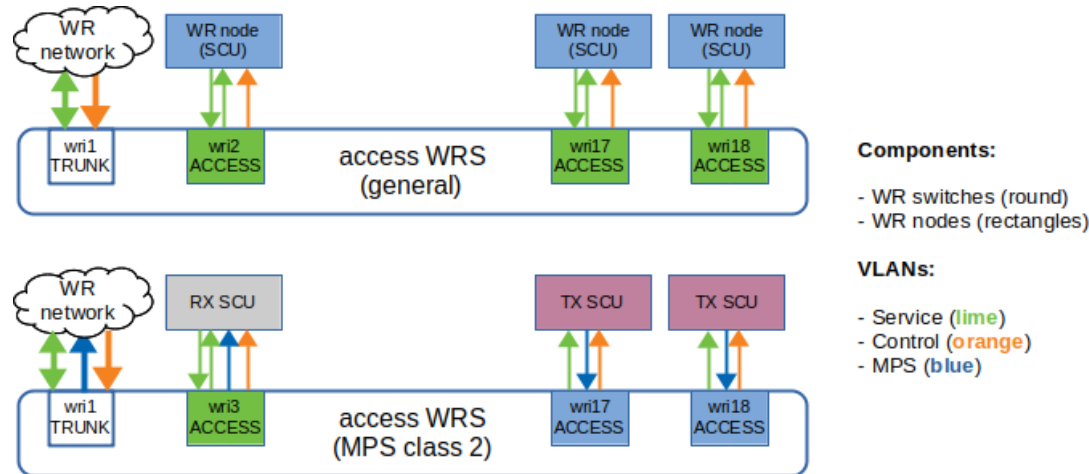 WR
network
WR node
(SCU)
WR node
(SCU)
WR node
(SCU)
wri1
TRUNK
wri2
ACCESS
access WRS
(general)
wri17
ACCESS
wri18
ACCESS
WR
network
RX SCU
TX SCU
TX SCU
wri1
TRUNK
wri3
ACCESS
access WRS
(MPS class 2)
wri17
ACCESS
wri18
ACCESS
Components:
- WR switches (round)
- WR nodes (rectangles)
VLANs:
- Service (lime)
- Control (orange)
- MPS (blue)